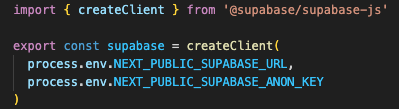 import { createClient } from '@supabase/supabase-js'
export const supabase = createClient(
process.env.NEXT_PUBLIC_SUPABASE_URL,
process.env.NEXT_PUBLIC_SUPABASE_ANON_KEY
)